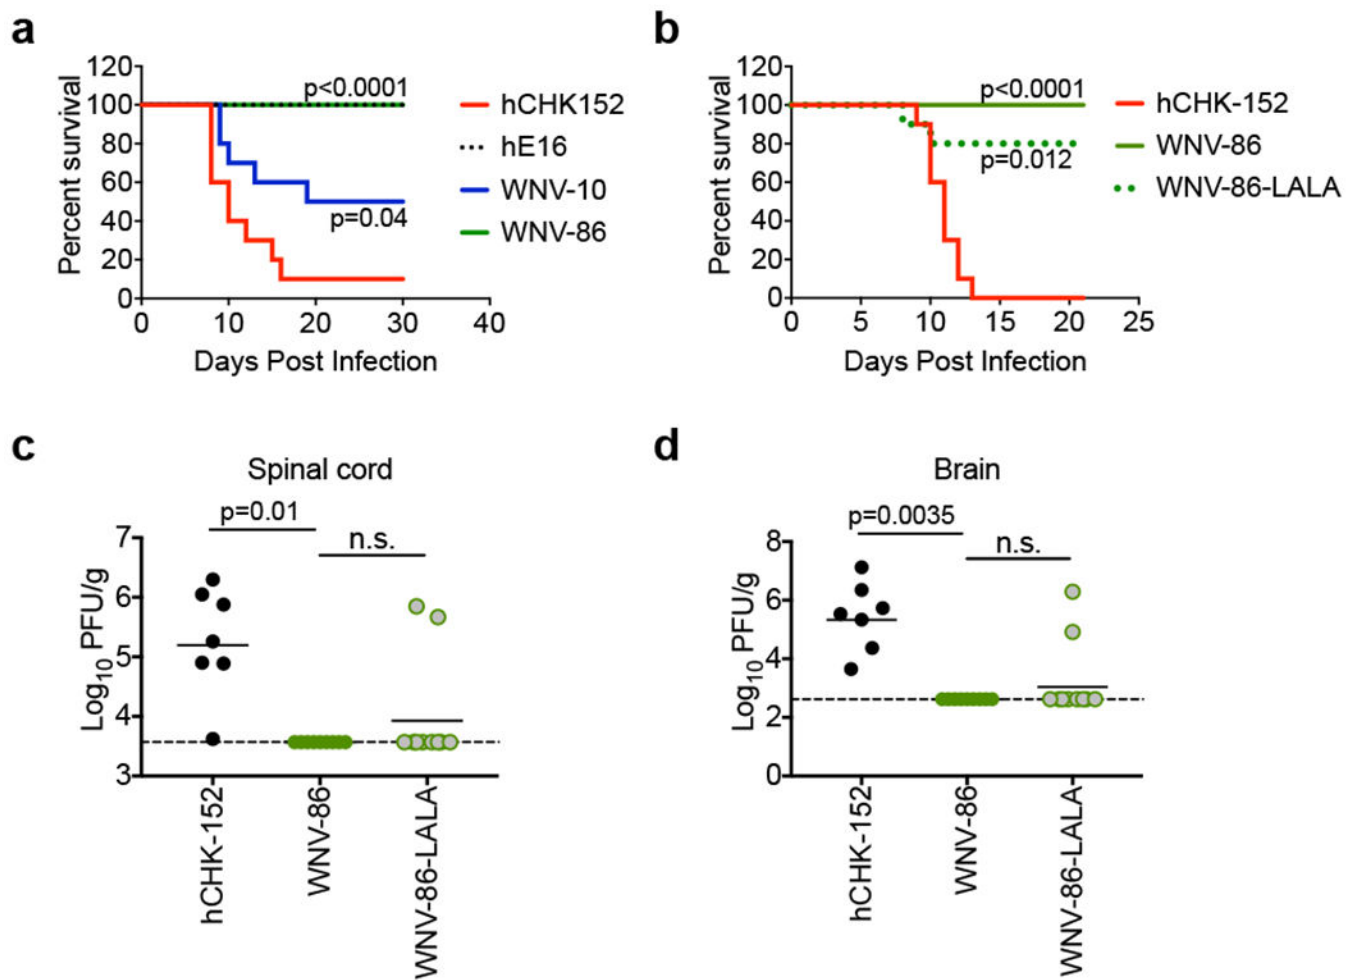 a
120
100
80
60
40
20
0
Percent survival
p<0.0001
p=0.04
0 10 20 30 40
Days Post Infection
hCHK152
hE16
WNV-10
WNV-86
b
120
100
80
60
40
20
0
Percent survival
p<0.0001
p=0.012
0 5 10 15 20 25
Days Post Infection
hCHK-152
WNV-86
WNV-86-LALA
c
Spinal cord
p=0.01
n.s.
7
6
5
4
3
Log10 PFU/g
hCHK-152
WNV-86
WNV-86-LALA
d
Brain
p=0.0035
n.s.
8
6
4
2
0
Log10 PFU/g
hCHK-152
WNV-86
WNV-86-LALA